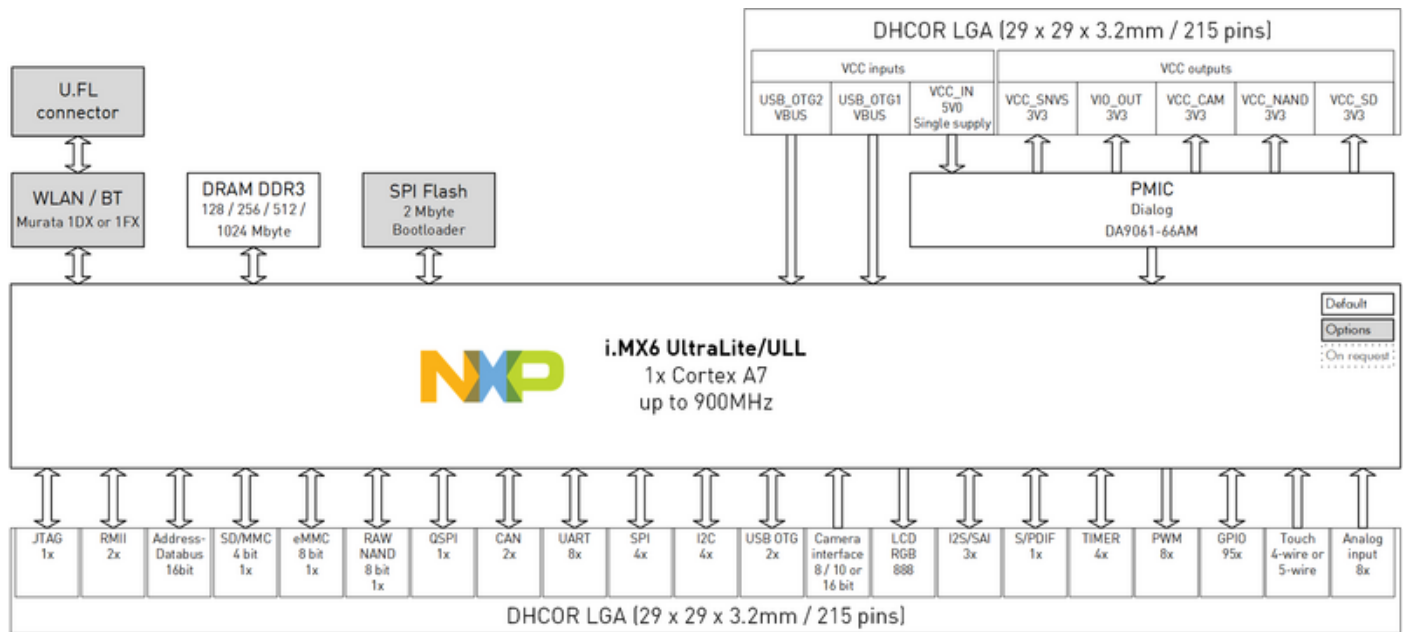 DHCOR LGA (29 x 29 x 3.2mm / 215 pins)
VCC inputs
VCC outputs
USB_OTG2
VBUS
USB_OTG1
VBUS
VCC_IN
5V0
Single supply
VCC_SNVS
3V3
VIO_OUT
3V3
VCC_CAM
3V3
VCC_NAND
3V3
VCC_SD
3V3
U.FL
connector
WLAN / BT
Murata 1DX or 1FX
DRAM DDR3
128 / 256 / 512 /
1024 Mbyte
SPI Flash
2 Mbyte
Bootloader
PMIC
Dialog
DA9061-66AM
Default
Options
On request
NXP
i.MX6 UltraLite/ULL
1x Cortex A7
up to 900MHz
JTAG
1x
RMII
2x
Address-
Databus
16bit
SD/MMC
4 bit
1x
eMMC
8 bit
1x
RAW
NAND
8 bit
1x
QSPI
1x
CAN
2x
UART
8x
SPI
4x
I2C
4x
USB OTG
2x
Camera
interface
8 / 10 or
16 bit
LCD
RGB
888
I2S/SAI
3x
S/PDIF
1x
TIMER
4x
PWM
8x
GPIO
95x
Touch
4-wire or
5-wire
Analog
input
8x
DHCOR LGA (29 x 29 x 3.2mm / 215 pins)